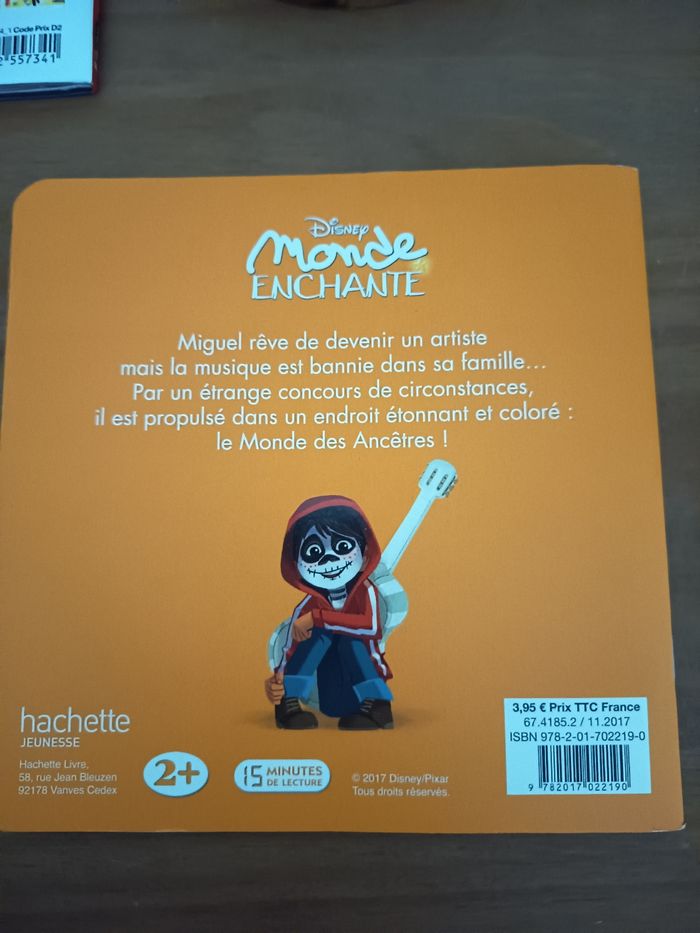 Code Prix D2
557341
Disney
Monde
ENCHANTÉ
Miguel rêve de devenir un artiste
mais la musique est bannie dans sa famille...
Par un étrange concours de circonstances,
il est propulsé dans un endroit étonnant et coloré :
le Monde des Ancêtres !
hachette
JEUNESSE
Hachette Livre,
58, rue Jean Bleuzen
92178 Vanves Cedex
2+
15 MINUTES
DE LECTURE
© 2017 Disney/Pixar
Tous droits réservés.
3,95 € Prix TTC France
67.4185.2 / 11.2017
ISBN 978-2-01-702219-0
9 782017 022190